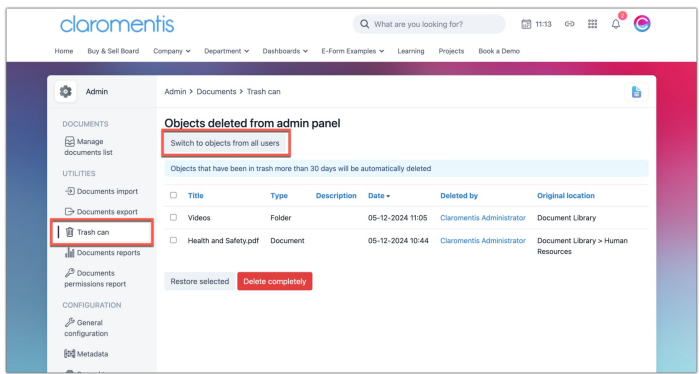 claromentis
What are you looking for?
11:13
2
Home Buy & Sell Board Company Department Dashboards E-Form Examples Learning Projects Book a Demo
Admin
Admin > Documents > Trash can
DOCUMENTS
Manage
documents list
UTILITIES
Documents import
Documents export
Trash can
Documents reports
Documents
permissions report
CONFIGURATION
General
configuration
Metadata
Objects deleted from admin panel
Switch to objects from all users
Objects that have been in trash more than 30 days will be automatically deleted
Title Type Description Date Deleted by Original location
Videos Folder 05-12-2024 11:05 Claromentis Administrator Document Library
Health and Safety.pdf Document 05-12-2024 10:44 Claromentis Administrator Document Library > Human
Resources
Restore selected Delete completely